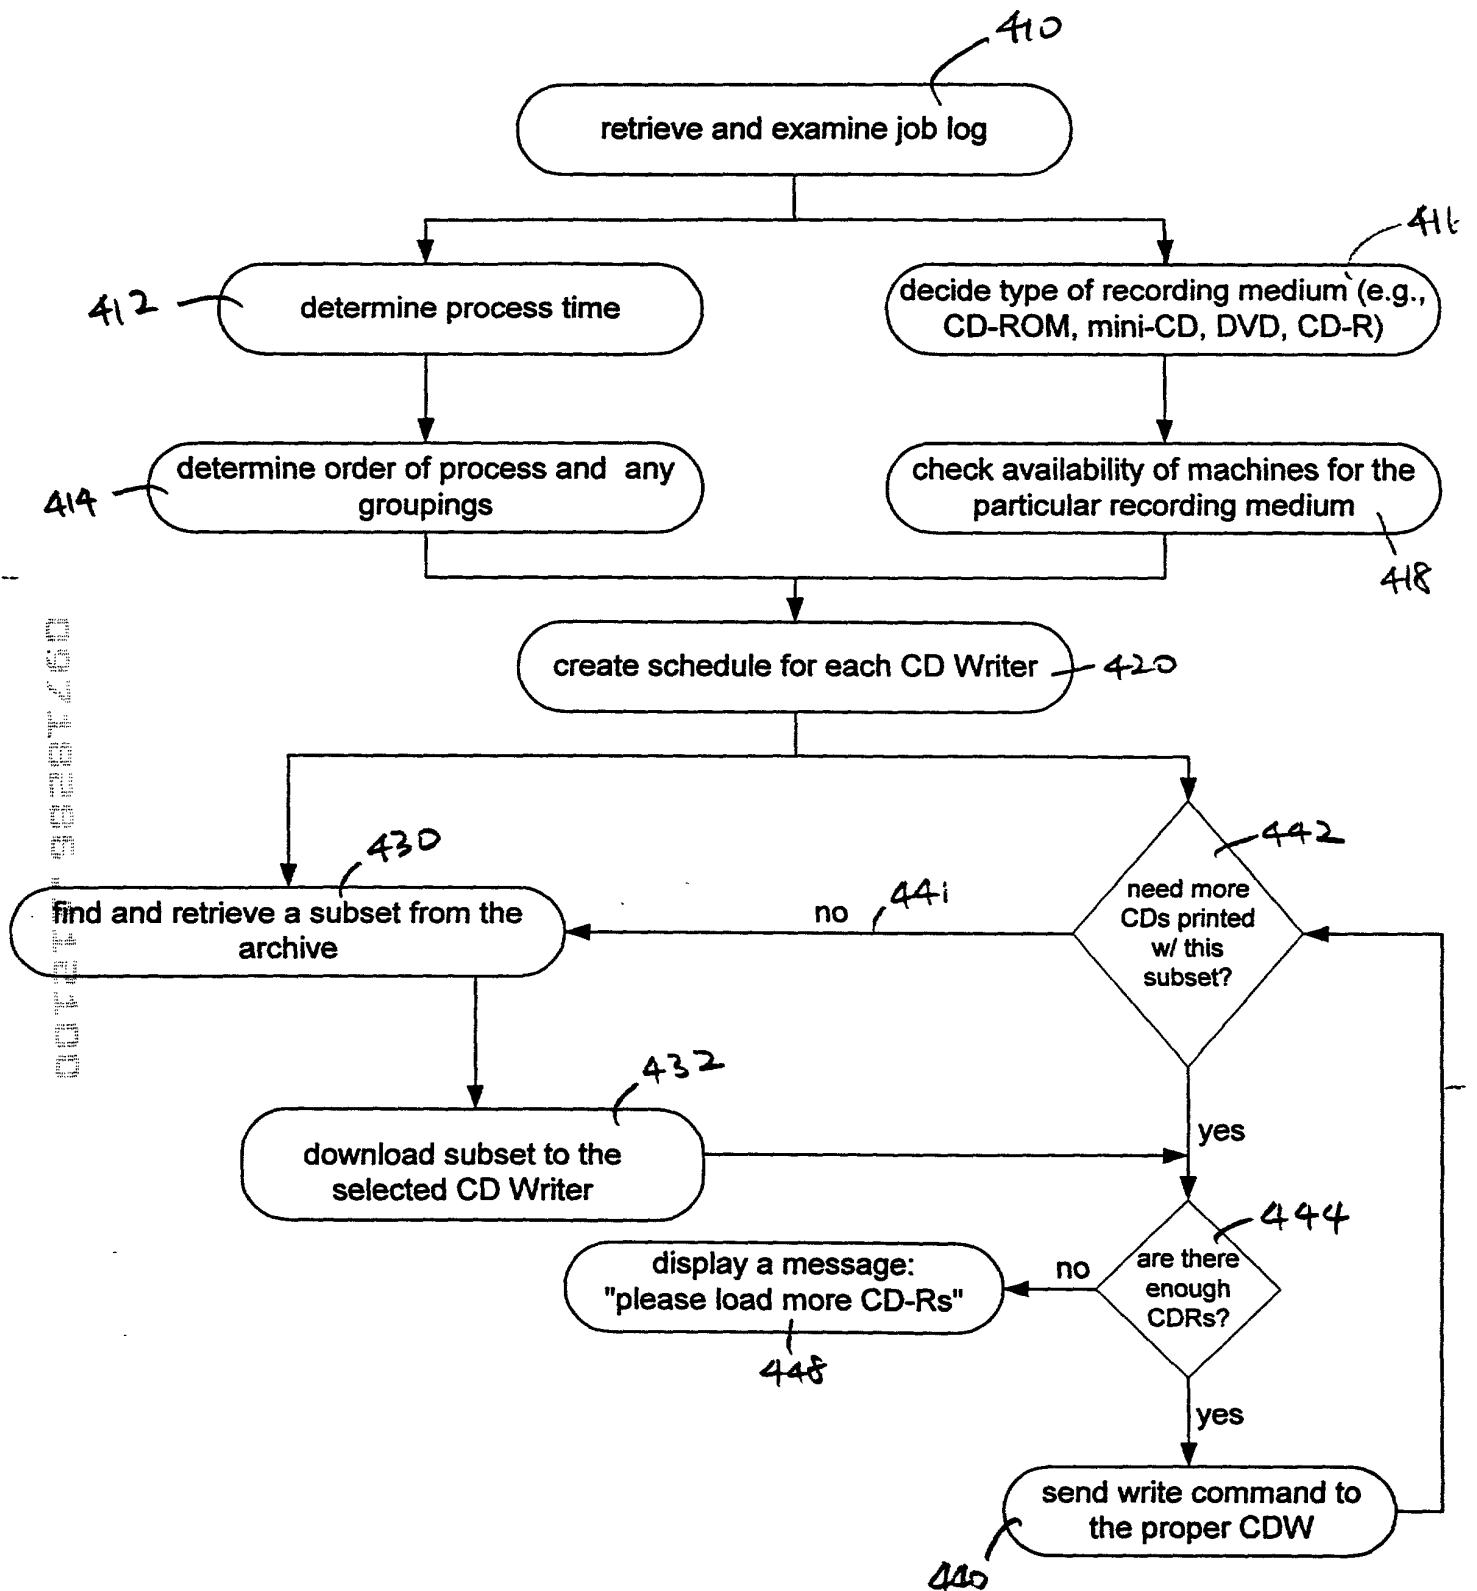 410
retrieve and examine job log
411
412
determine process time
decide type of recording medium (e.g.,
CD-ROM, mini-CD, DVD, CD-R)
414
determine order of process and any
groupings
check availability of machines for the
particular recording medium
418
create schedule for each CD Writer
420
442
need more
CDs printed
w/ this
subset?
430
find and retrieve a subset from the
archive
no
441
432
download subset to the
selected CD Writer
yes
444
are there
enough
CDRs?
no
display a message:
"please load more CD-Rs"
448
yes
send write command to
the proper CDW
440